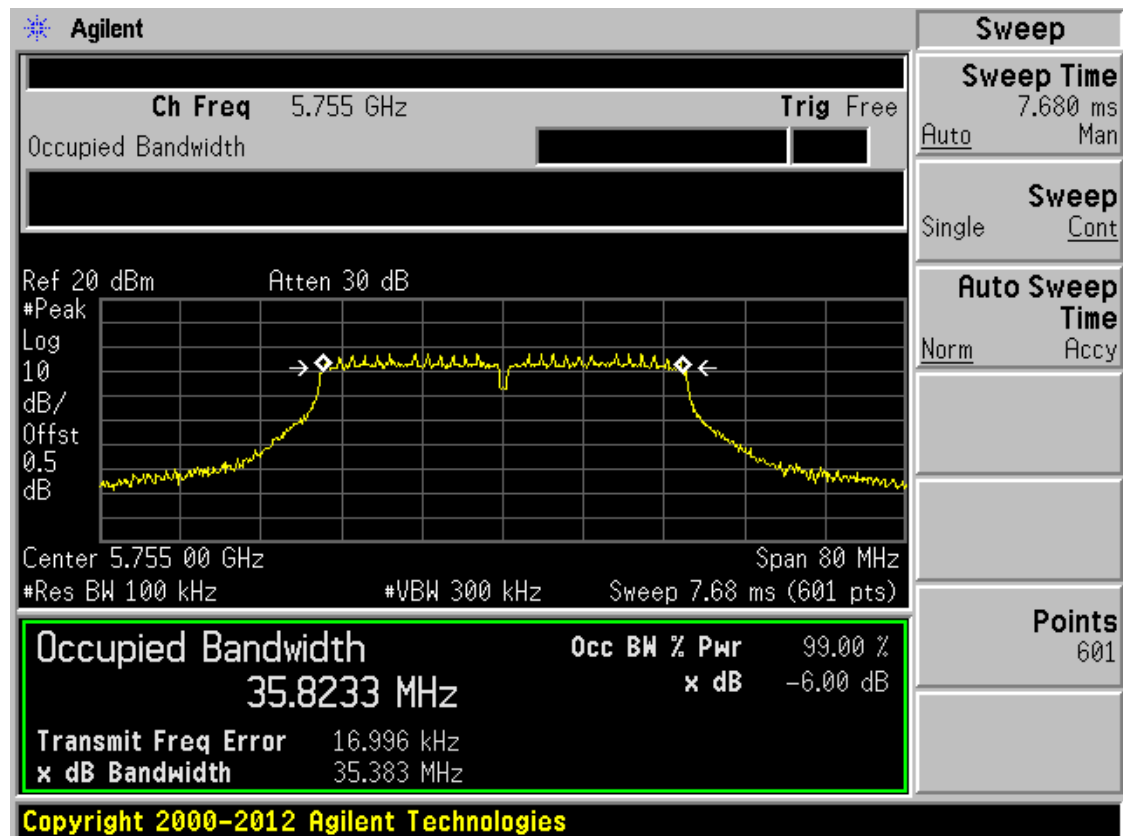 Agilent
Ch Freq 5.755 GHz Trig Free
Occupied Bandwidth
Ref 20 dBm Atten 30 dB
#Peak
Log
10
dB/
Offst
0.5
dB
Center 5.755 00 GHz Span 80 MHz
#Res BW 100 kHz #VBW 300 kHz Sweep 7.68 ms (601 pts)
Occupied Bandwidth
35.8233 MHz
Occ BW % Pwr 99.00 %
x dB -6.00 dB
Transmit Freq Error 16.996 kHz
x dB Bandwidth 35.383 MHz
Copyright 2000-2012 Agilent Technologies
Sweep
Sweep Time
7.680 ms
Auto Man
Sweep
Single Cont
Auto Sweep
Time
Norm Accy
Points
601